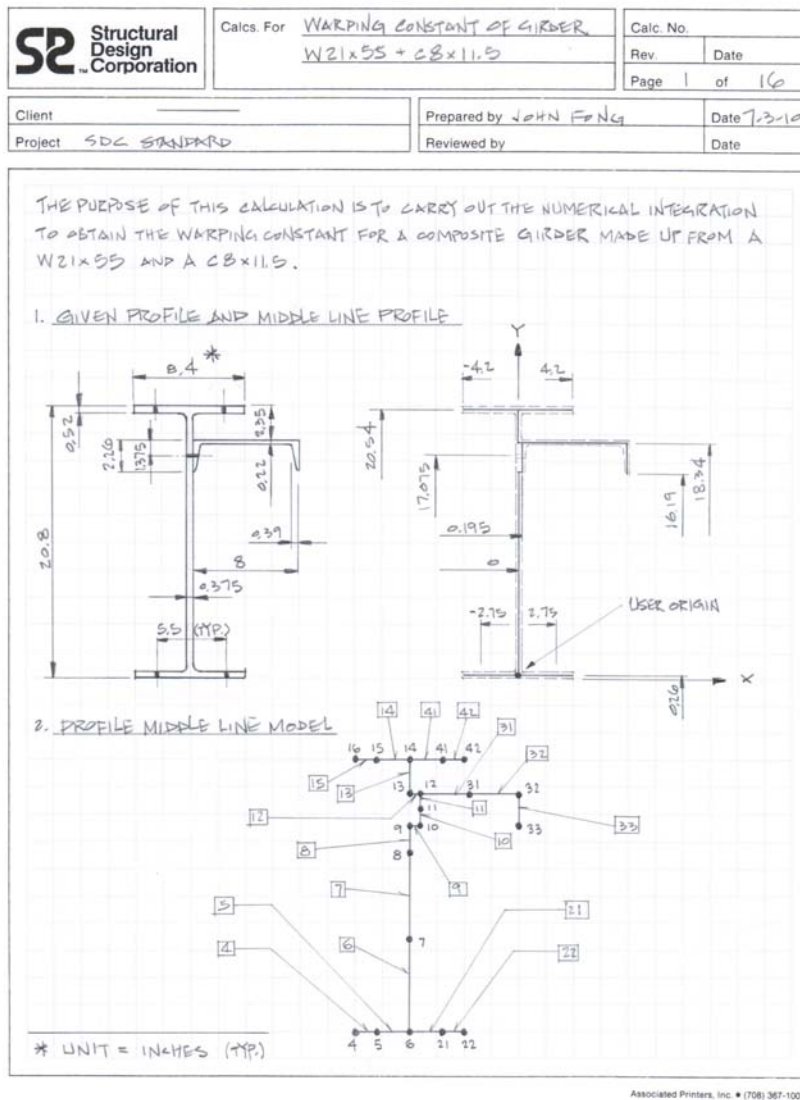 Structural
Design
Corporation
TM
Calcs. For WARPING CONSTANT OF GIRDER
W21x55 + C8x11.5
Calc. No.
Rev. Date
Page 1 of 16
Client
Project SDC STANDARD
Prepared by JOHN FONG Date 7-3-10
Reviewed by Date
THE PURPOSE OF THIS CALCULATION IS TO CARRY OUT THE NUMERICAL INTEGRATION
TO OBTAIN THE WARPING CONSTANT FOR A COMPOSITE GIRDER MADE UP FROM A
W21x55 AND A C8x11.5.
1. GIVEN PROFILE AND MIDDLE LINE PROFILE
8.4 *
0.52
2.26
1.375
2.35
0.22
0.39
8
0.375
20.8
5.5 (TYP.)
Y
-4.2 4.2
20.54
17.075
16.19
18.34
0.195
0
-2.75 2.75
USER ORIGIN
X
0.26
2. PROFILE MIDDLE LINE MODEL
14 41 42
31
32
16 15 14 41 42
15
13
13 12 31 32
12
11
11
9 10 10 33 33
8
8 9
7
5 21
4 6 7 22
4 5 6 21 22
* UNIT = INCHES (TYP.)
Associated Printers, Inc. • (708) 367-100